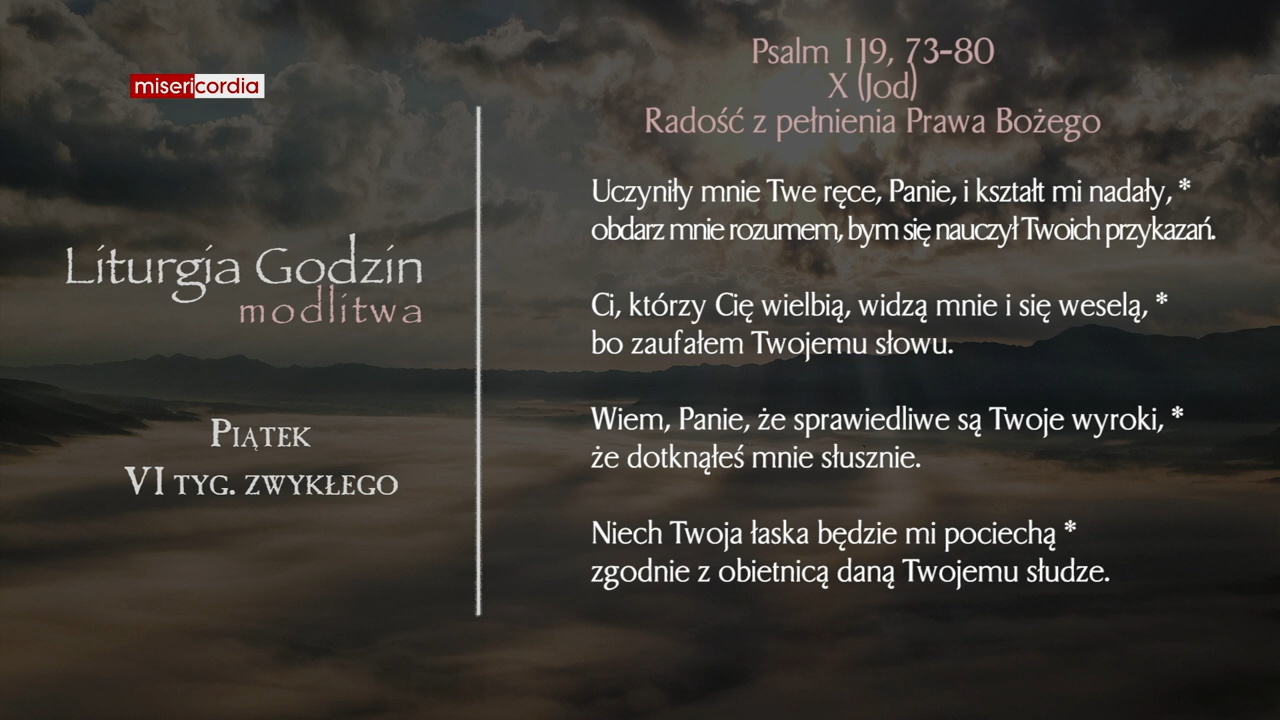 misericordia
Liturgia Godzin
modlitwa
Piątek
VI tyg. zwykłego
Psalm 119, 73-80
X (Jod)
Radość z pełnienia Prawa Bożego
Uczyniły mnie Twe ręce, Panie, i kształt mi nadały, *
obdarz mnie rozumem, bym się nauczył Twoich przykazań.
Ci, którzy Cię wielbią, widzą mnie i się weselą, *
bo zaufałem Twojemu słowu.
Wiem, Panie, że sprawiedliwe są Twoje wyroki, *
że dotknąłeś mnie słusznie.
Niech Twoja łaska będzie mi pociechą *
zgodnie z obietnicą daną Twojemu słudze.